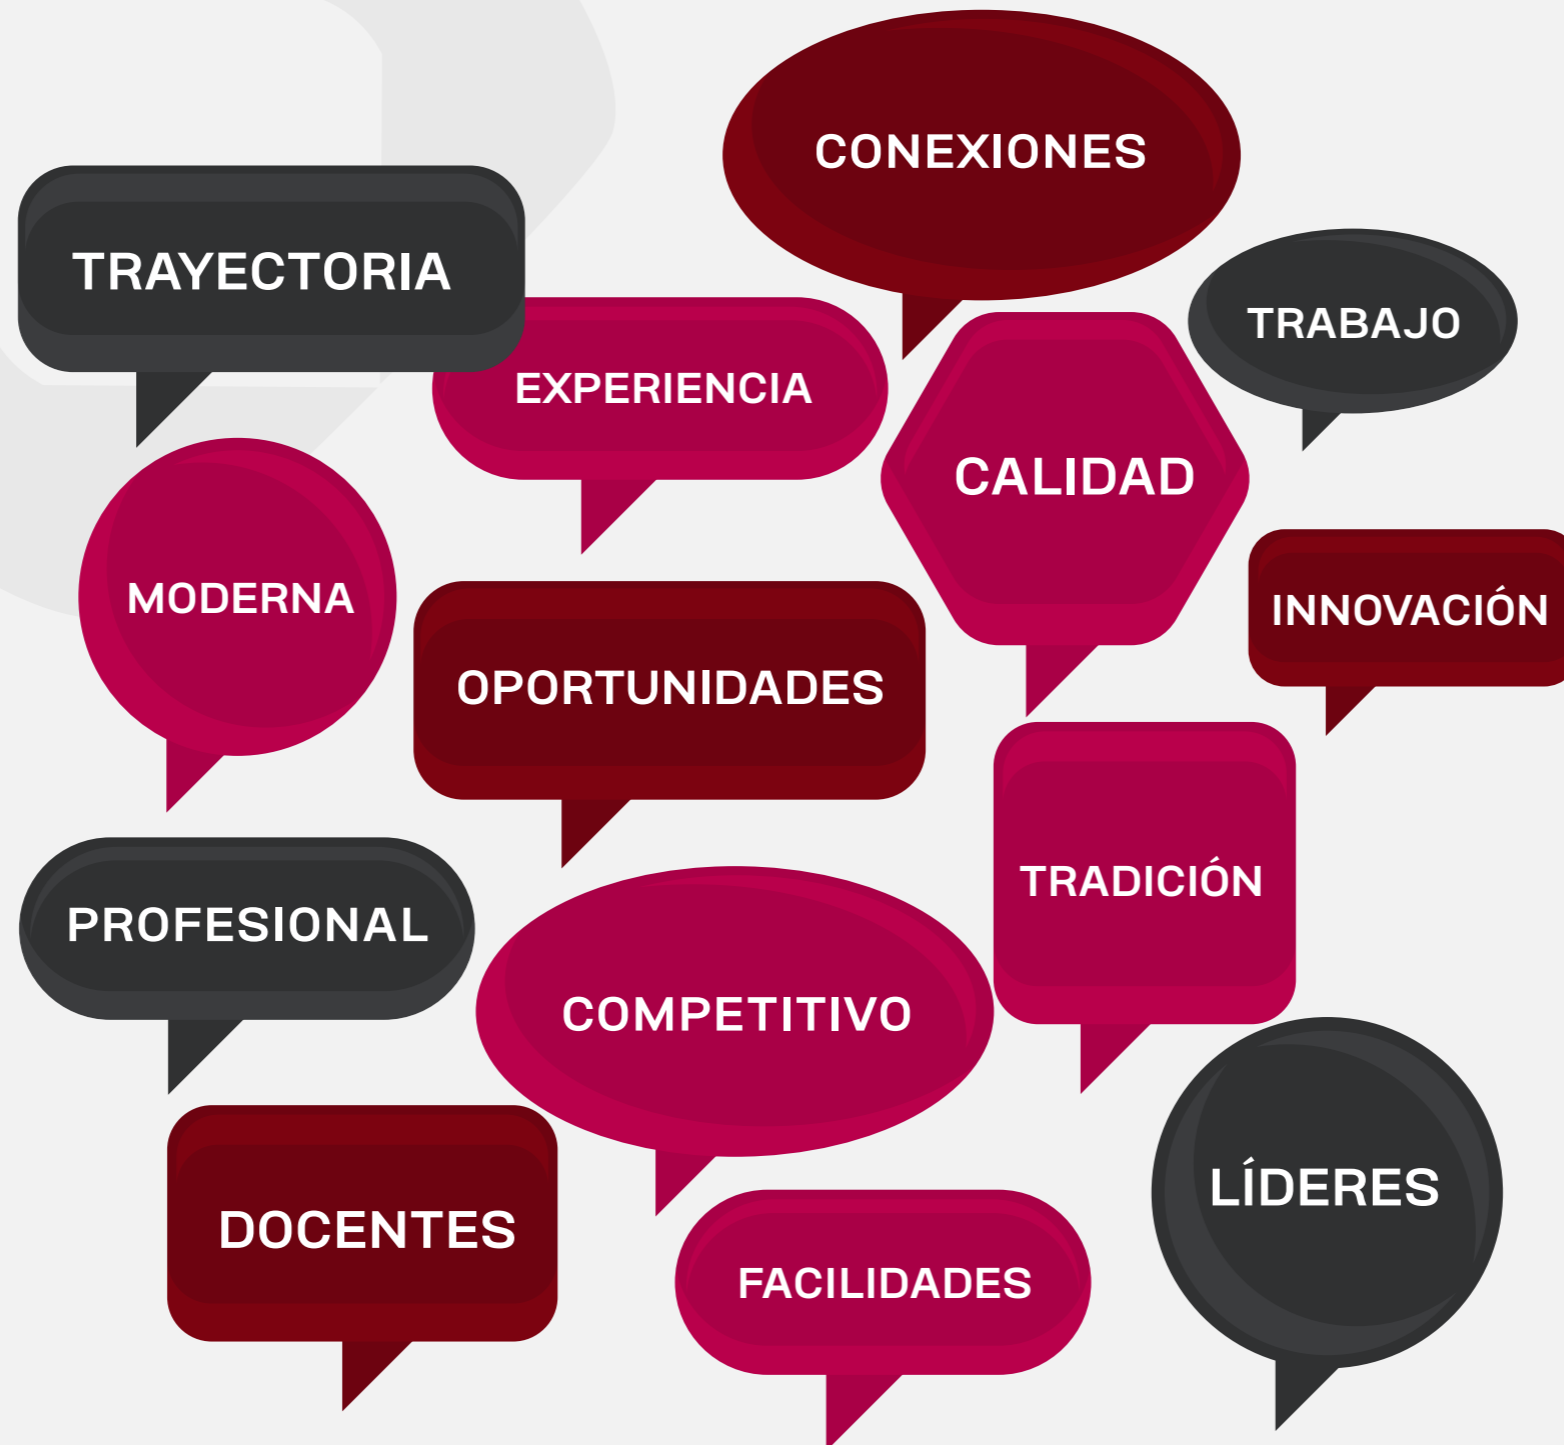 CONEXIONES
TRAYECTORIA
TRABAJO
EXPERIENCIA
CALIDAD
MODERNA
INNOVACIÓN
OPORTUNIDADES
TRADICIÓN
PROFESIONAL
COMPETITIVO
LÍDERES
DOCENTES
FACILIDADES